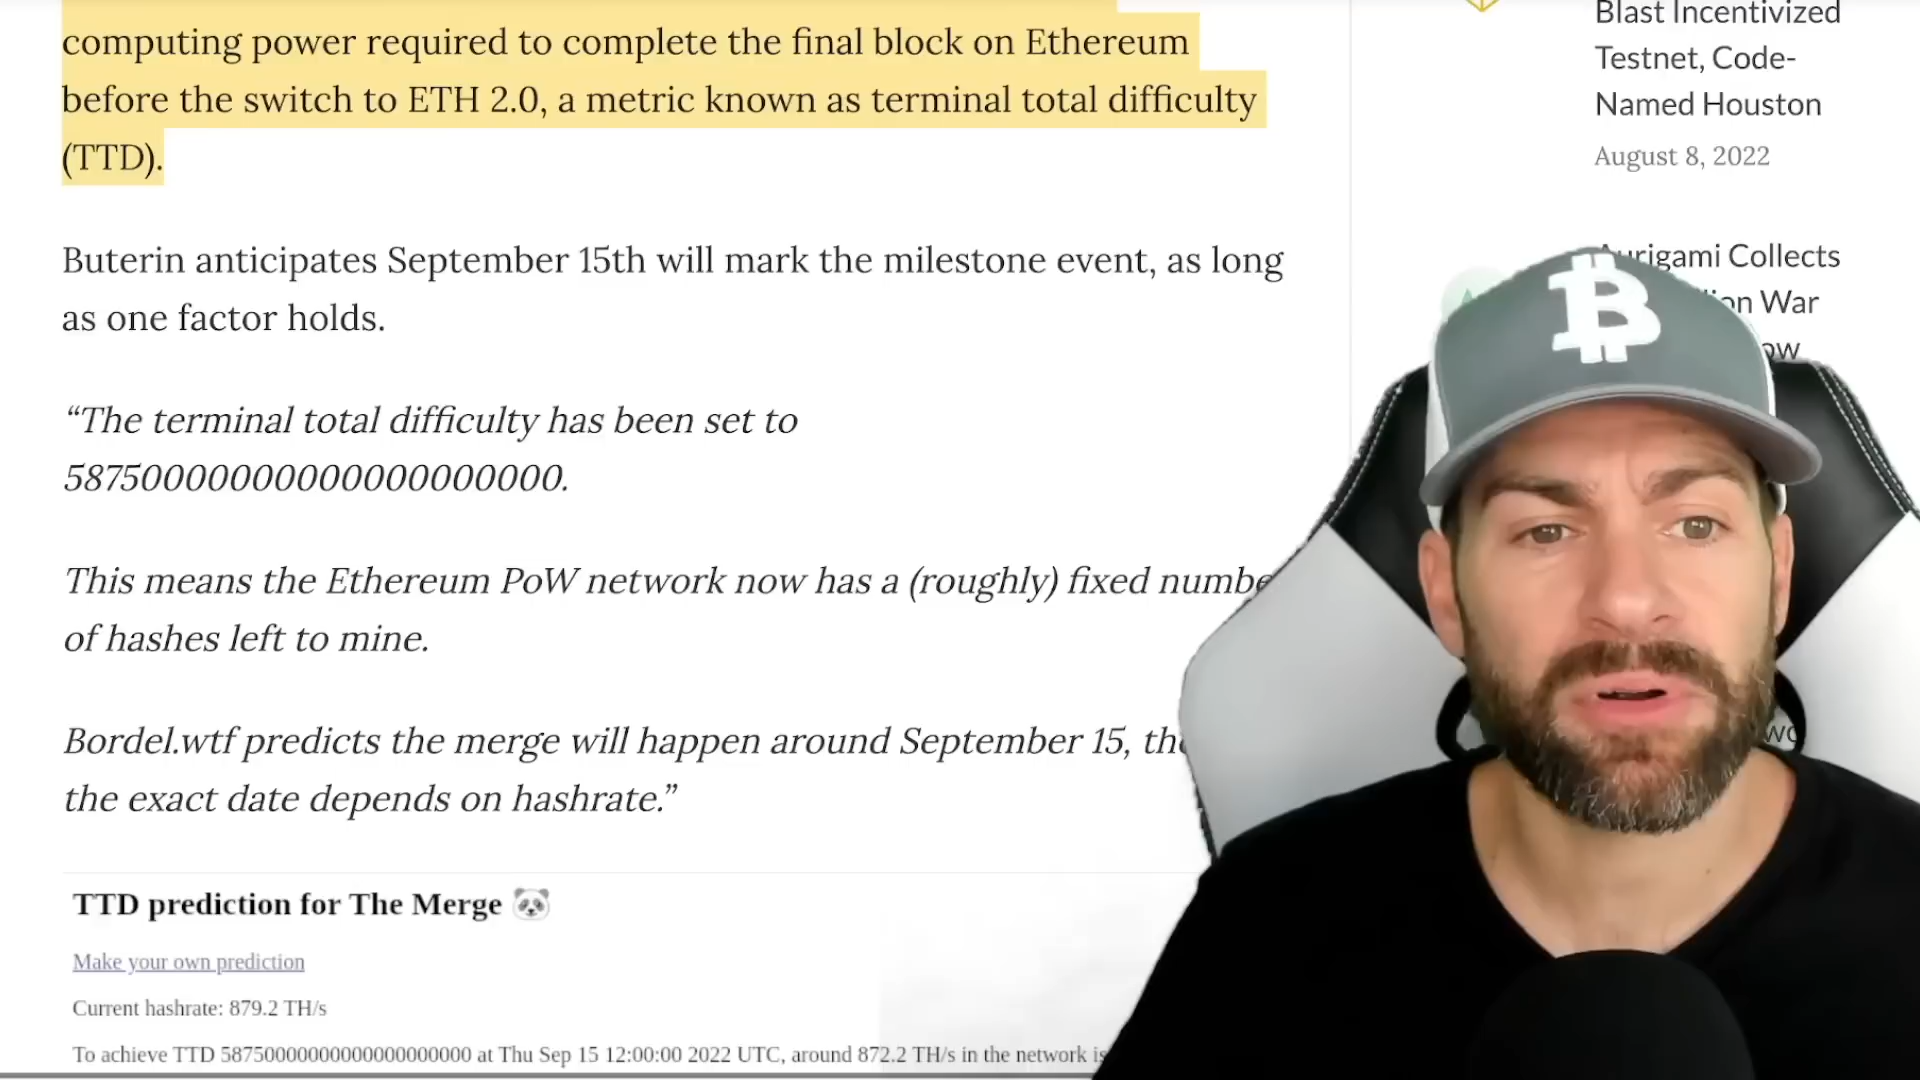 computing power required to complete the final block on Ethereum
before the switch to ETH 2.0, a metric known as terminal total difficulty
(TTD).
Buterin anticipates September 15th will mark the milestone event, as long
as one factor holds.
“The terminal total difficulty has been set to
58750000000000000000000.
This means the Ethereum PoW network now has a (roughly) fixed numbe
of hashes left to mine.
Bordel.wtf predicts the merge will happen around September 15, th
the exact date depends on hashrate.”
TTD prediction for The Merge 🐼
Make your own prediction
Current hashrate: 879.2 TH/s
To achieve TTD 58750000000000000000000 at Thu Sep 15 12:00:00 2022 UTC, around 872.2 TH/s in the network is
Blast Incentivized
Testnet, Code-
Named Houston
August 8, 2022
Collects
War